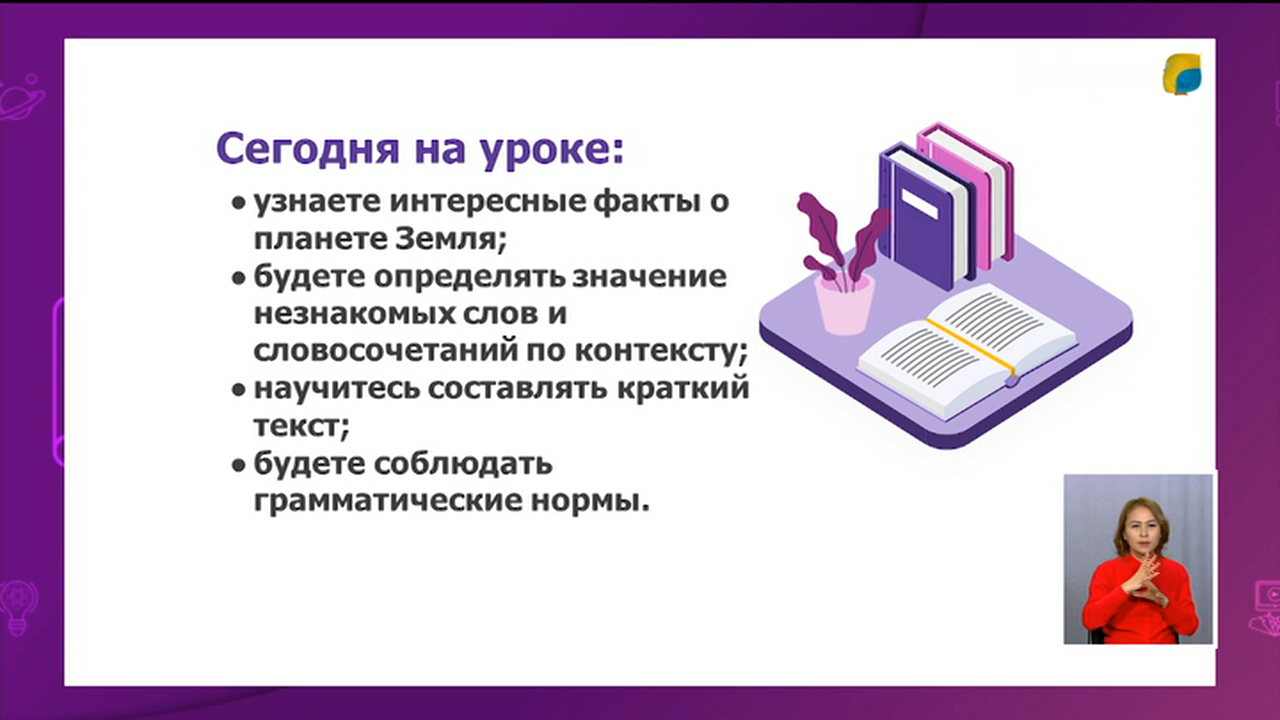 Сегодня на уроке:
• узнаете интересные факты о
планете Земля;
• будете определять значение
незнакомых слов и
словосочетаний по контексту;
• научитесь составлять краткий
текст;
• будете соблюдать
грамматические нормы.